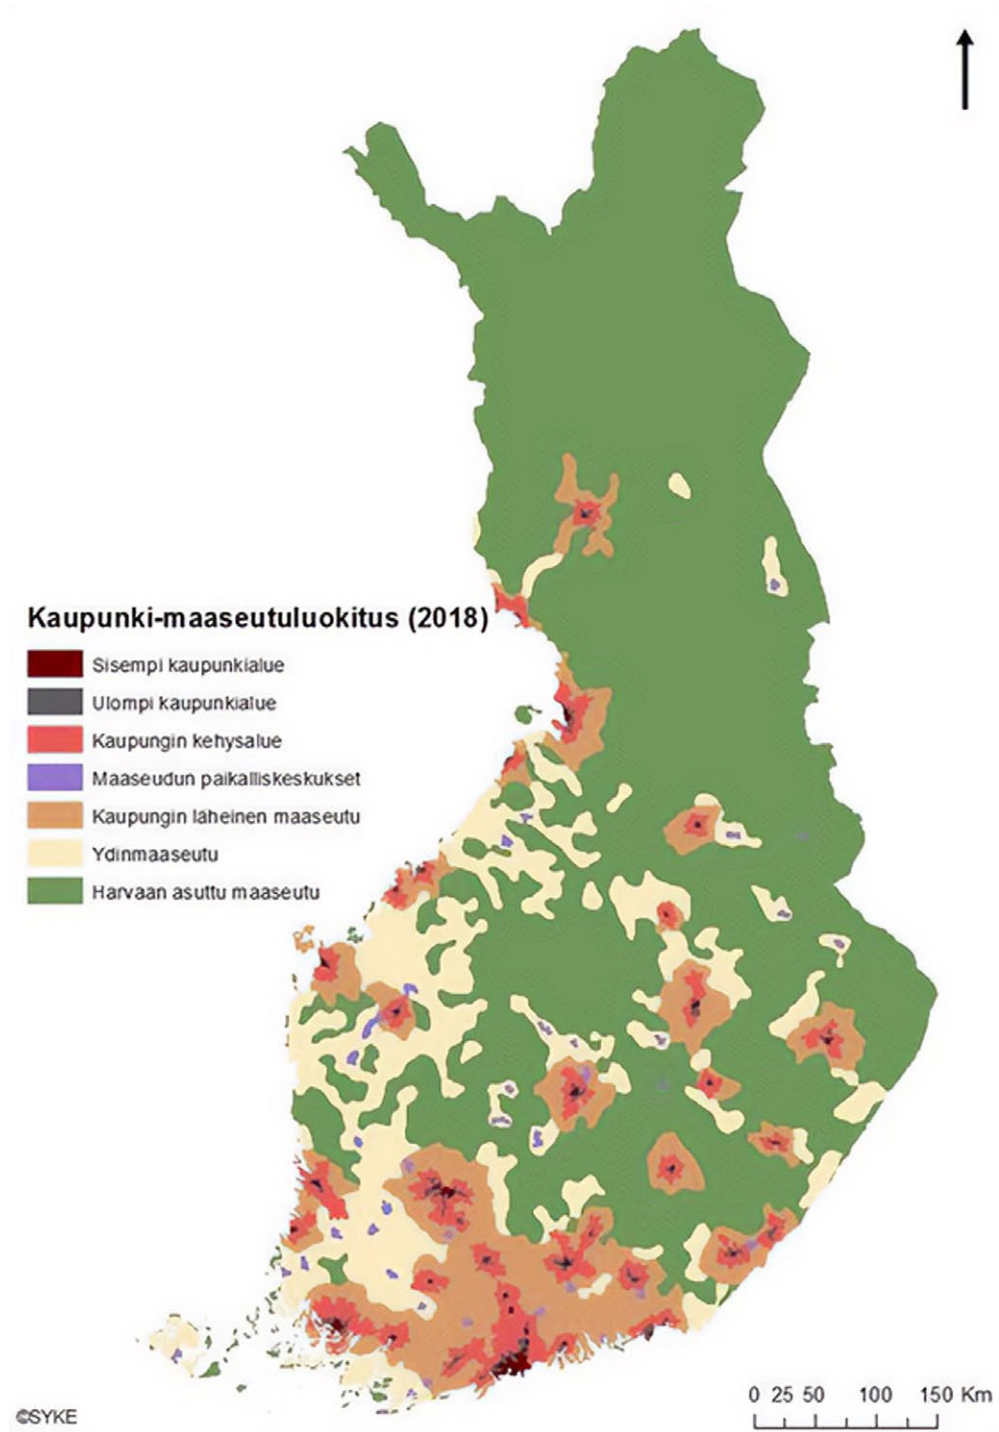 Kaupunki-maaseutuluokitus (2018)
Sisempi kaupunkialue
Ulompi kaupunkialue
Kaupungin kehysalue
Maaseudun paikalliskeskukset
Kaupungin läheinen maaseutu
Ydinmaaseutu
Harvaan asuttu maaseutu
0 25 50 100 150 Km
©SYKE